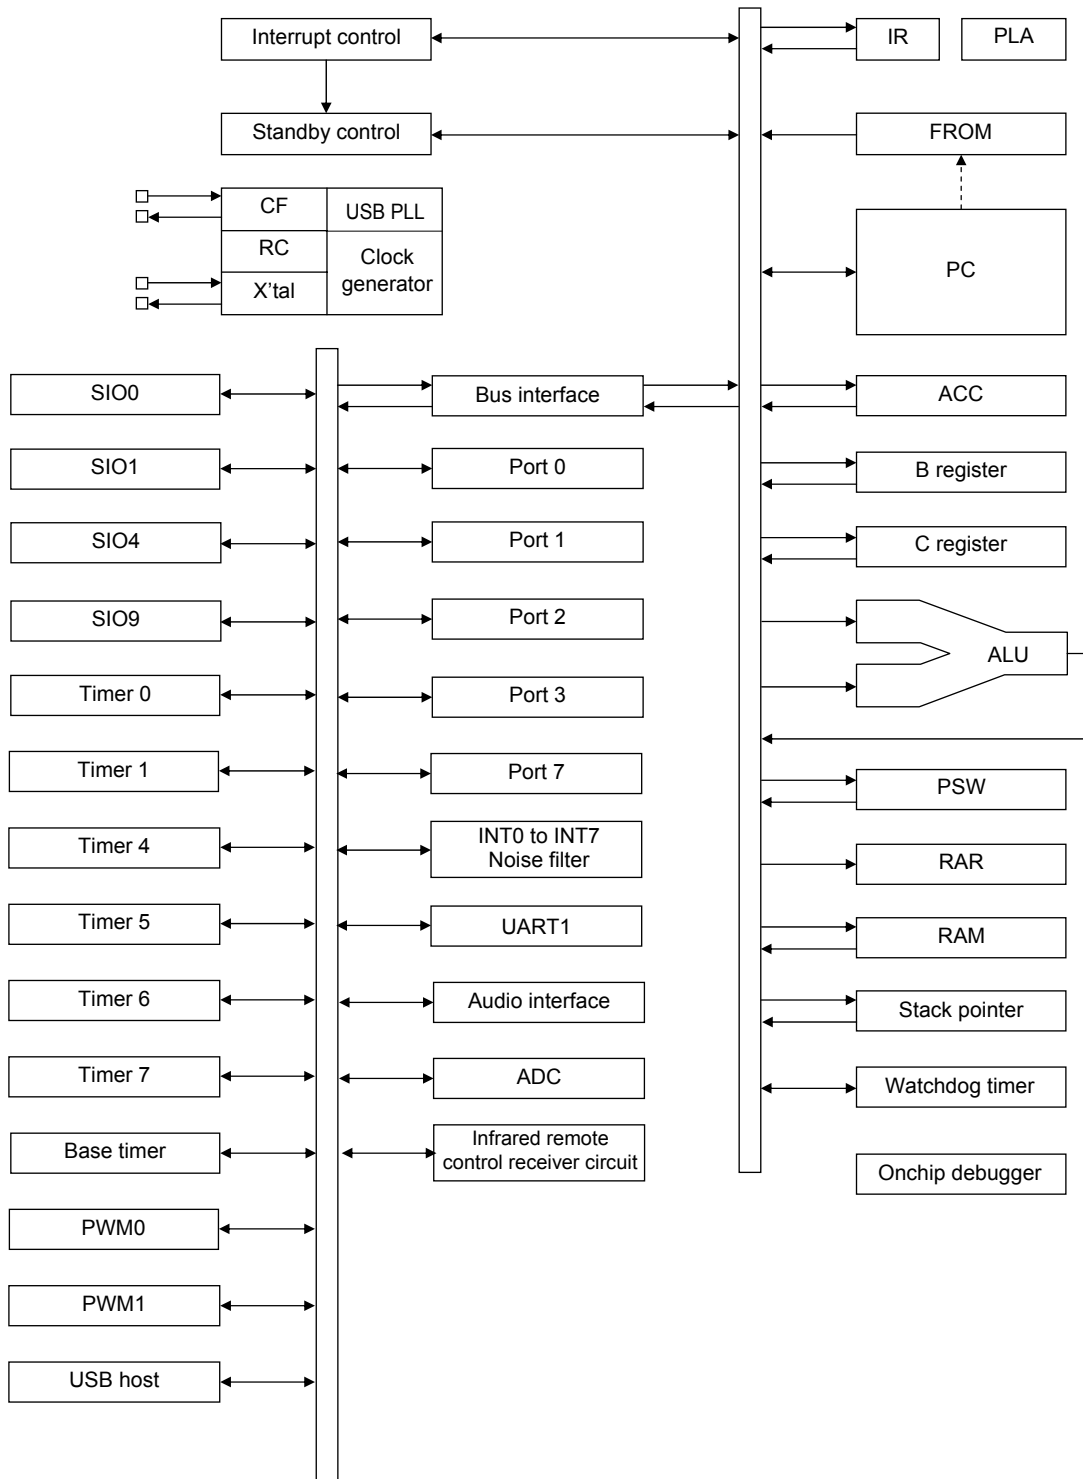 Interrupt control
IR
PLA
Standby control
FROM
CF
USB PLL
RC
Clock
generator
X'tal
PC
SIO0
Bus interface
ACC
SIO1
Port 0
B register
SIO4
Port 1
C register
SIO9
Port 2
ALU
Timer 0
Port 3
Timer 1
Port 7
PSW
Timer 4
INT0 to INT7
Noise filter
RAR
Timer 5
UART1
RAM
Timer 6
Audio interface
Stack pointer
Timer 7
ADC
Watchdog timer
Base timer
Infrared remote
control receiver circuit
Onchip debugger
PWM0
PWM1
USB host